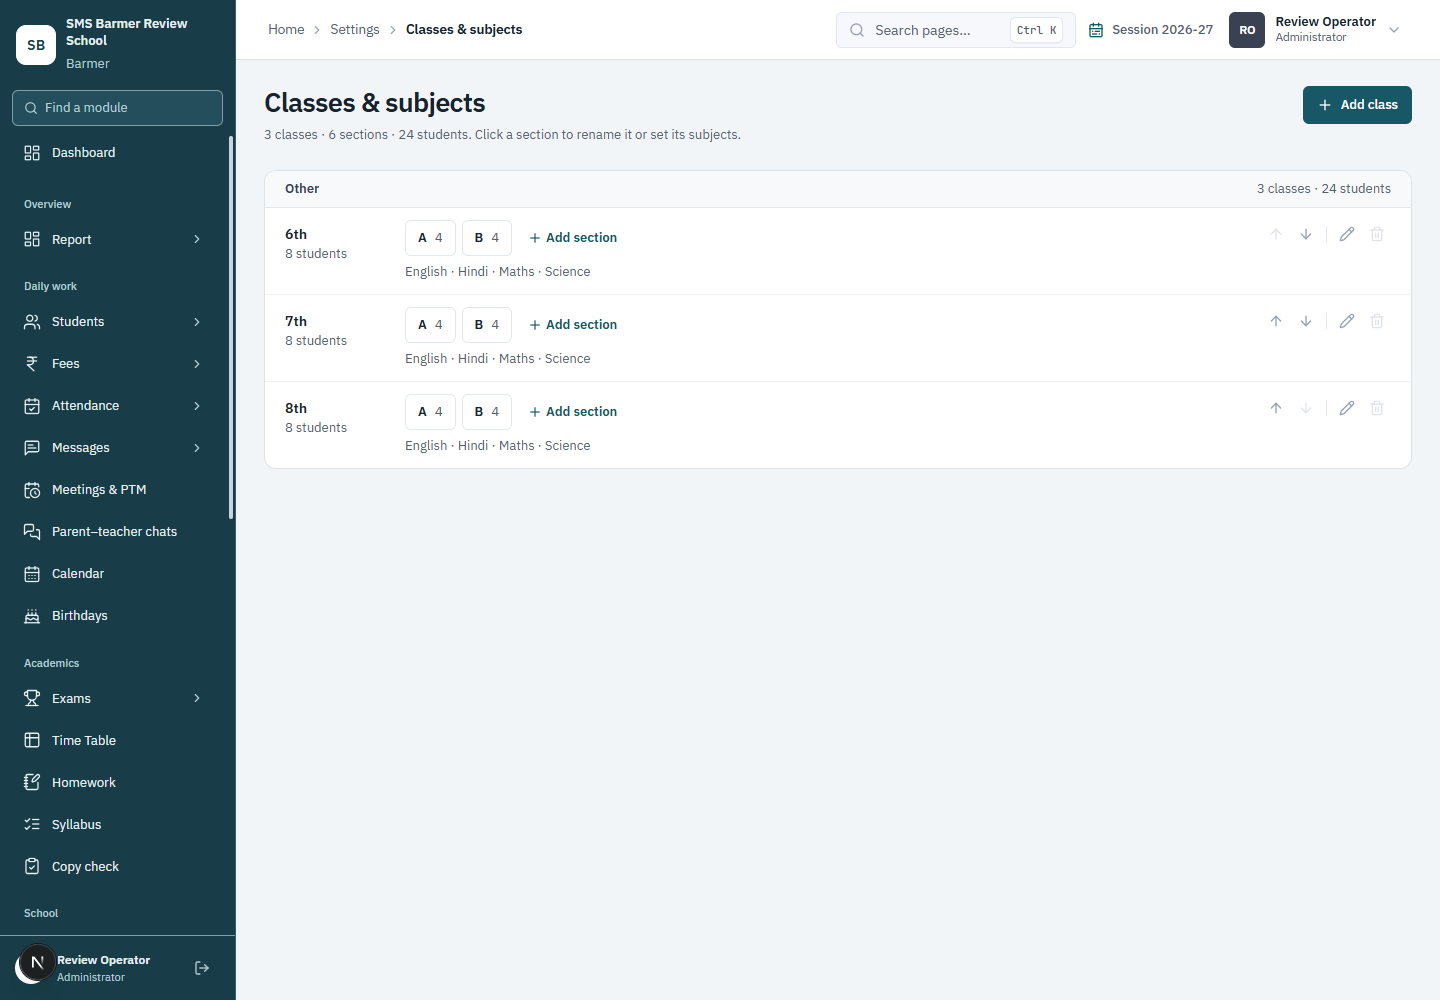 SB
SMS Barmer Review
School
Barmer
Find a module
Dashboard
Overview
Report
Daily work
Students
Fees
Attendance
Messages
Meetings & PTM
Parent–teacher chats
Calendar
Birthdays
Academics
Exams
Time Table
Homework
Syllabus
Copy check
School
N
Review Operator
Administrator
Home
Settings
Classes & subjects
Search pages...
Ctrl K
Session 2026-27
RO
Review Operator
Administrator
Classes & subjects
3 classes · 6 sections · 24 students. Click a section to rename it or set its subjects.
Add class
Other
3 classes · 24 students
6th
8 students
A 4
B 4
Add section
English · Hindi · Maths · Science
7th
8 students
A 4
B 4
Add section
English · Hindi · Maths · Science
8th
8 students
A 4
B 4
Add section
English · Hindi · Maths · Science